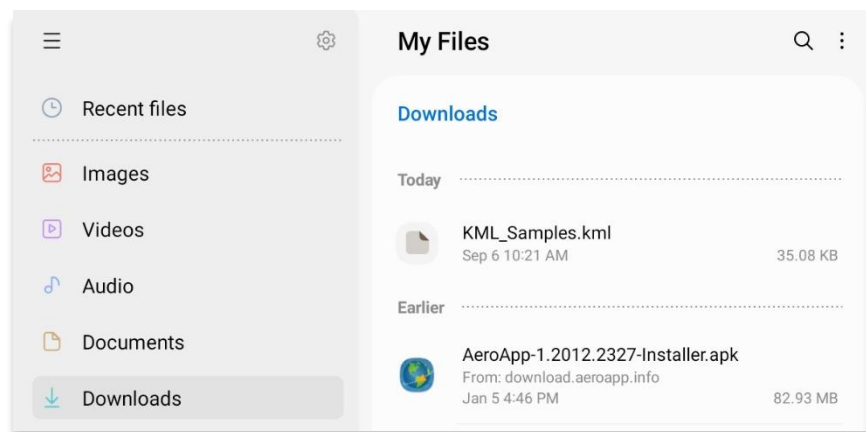 Recent files
Images
Videos
Audio
Documents
Downloads
My Files
Downloads
Today
KML_Samples.kml
Sep 6 10:21 AM 35.08 KB
Earlier
AeroApp-1.2012.2327-Installer.apk
From: download.aeroapp.info
Jan 5 4:46 PM 82.93 MB